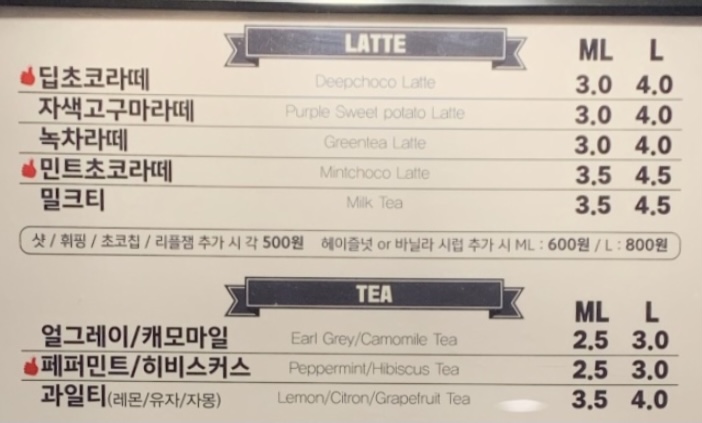 LATTE
ML L
딥초코라떼 Deepchoco Latte 3.0 4.0
자색고구마라떼 Purple Sweet potato Latte 3.0 4.0
녹차라떼 Greentea Latte 3.0 4.0
민트초코라떼 Mintchoco Latte 3.5 4.5
밀크티 Milk Tea 3.5 4.5
샷 / 휘핑 / 초코칩 / 리플잼 추가 시 각 500원 헤이즐넛 or 바닐라 시럽 추가 시 ML : 600원 / L : 800원
TEA
ML L
얼그레이/캐모마일 Earl Grey/Camomile Tea 2.5 3.0
페퍼민트/히비스커스 Peppermint/Hibiscus Tea 2.5 3.0
과일티(레몬/유자/자몽) Lemon/Citron/Grapefruit Tea 3.5 4.0